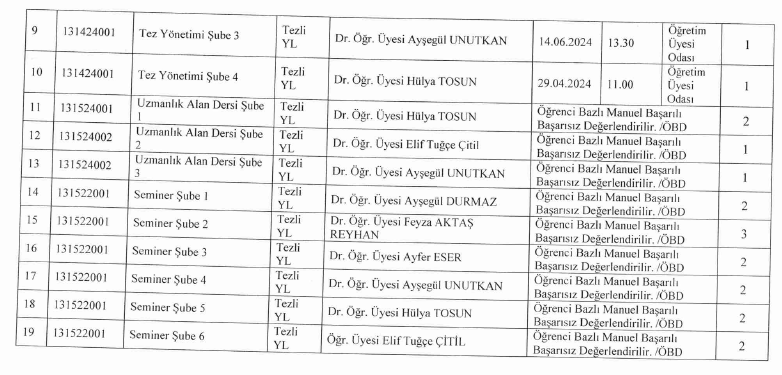 9 131424001 Tez Yönetimi Şube 3 Tezli YL Dr. Öğr. Üyesi Ayşegül UNUTKAN 14.06.2024 13.30 Öğretim Üyesi Odası 1
10 131424001 Tez Yönetimi Şube 4 Tezli YL Dr. Öğr. Üyesi Hülya TOSUN 29.04.2024 11.00 Öğretim Üyesi Odası 1
11 131524001 Uzmanlık Alan Dersi Şube 1 Tezli YL Dr. Öğr. Üyesi Hülya TOSUN Öğrenci Bazlı Manuel Başarılı Başarısız Değerlendirilir. /ÖBD 2
12 131524002 Uzmanlık Alan Dersi Şube 2 Tezli YL Dr. Öğr. Üyesi Elif Tuğçe Çitil Öğrenci Bazlı Manuel Başarılı Başarısız Değerlendirilir. /ÖBD 1
13 131524002 Uzmanlık Alan Dersi Şube 3 Tezli YL Dr. Öğr. Üyesi Ayşegül UNUTKAN Öğrenci Bazlı Manuel Başarılı Başarısız Değerlendirilir. /ÖBD 1
14 131522001 Seminer Şube 1 Tezli YL Dr. Öğr. Üyesi Ayşegül DURMAZ Öğrenci Bazlı Manuel Başarılı Başarısız Değerlendirilir. /ÖBD 2
15 131522001 Seminer Şube 2 Tezli YL Dr. Öğr. Üyesi Feyza AKTAŞ REYHAN Öğrenci Bazlı Manuel Başarılı Başarısız Değerlendirilir. /ÖBD 3
16 131522001 Seminer Şube 3 Tezli YL Dr. Öğr. Üyesi Ayfer ESER Öğrenci Bazlı Manuel Başarılı Başarısız Değerlendirilir. /ÖBD 2
17 131522001 Seminer Şube 4 Tezli YL Dr. Öğr. Üyesi Ayşegül UNUTKAN Öğrenci Bazlı Manuel Başarılı Başarısız Değerlendirilir. /ÖBD 2
18 131522001 Seminer Şube 5 Tezli YL Dr. Öğr. Üyesi Hülya TOSUN Öğrenci Bazlı Manuel Başarılı Başarısız Değerlendirilir. /ÖBD 2
19 131522001 Seminer Şube 6 Tezli YL Öğr. Üyesi Elif Tuğçe ÇİTİL Öğrenci Bazlı Manuel Başarılı Başarısız Değerlendirilir. /ÖBD 2